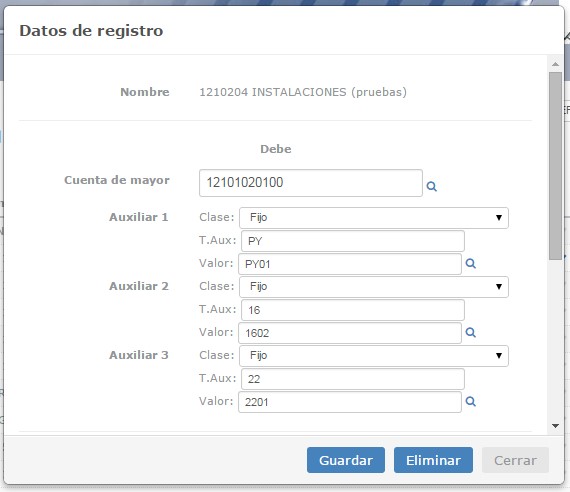 Datos de registro
Nombre 1210204 INSTALACIONES (pruebas)
Debe
Cuenta de mayor 12101020100
Auxiliar 1 Clase: Fijo
T.Aux: PY
Valor: PY01
Auxiliar 2 Clase: Fijo
T.Aux: 16
Valor: 1602
Auxiliar 3 Clase: Fijo
T.Aux: 22
Valor: 2201
Guardar Eliminar Cerrar